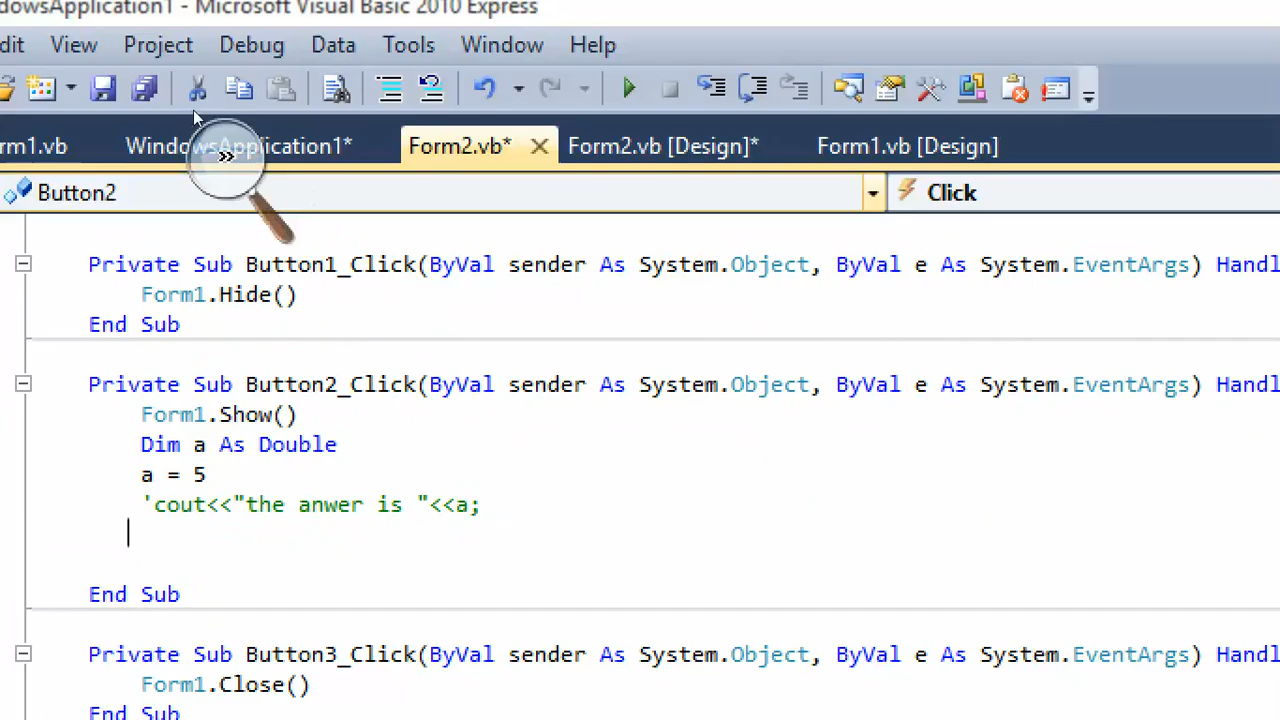 dowsApplication1 - Microsoft Visual Basic 2010 Express
dit View Project Debug Data Tools Window Help
rm1.vb WindowsApplication1* Form2.vb* Form2.vb [Design]* Form1.vb [Design]
Button2 Click
Private Sub Button1_Click(ByVal sender As System.Object, ByVal e As System.EventArgs) Handl
Form1.Hide()
End Sub
Private Sub Button2_Click(ByVal sender As System.Object, ByVal e As System.EventArgs) Handl
Form1.Show()
Dim a As Double
a = 5
'cout<<"the anwer is "<<a;
End Sub
Private Sub Button3_Click(ByVal sender As System.Object, ByVal e As System.EventArgs) Handl
Form1.Close()
End Sub